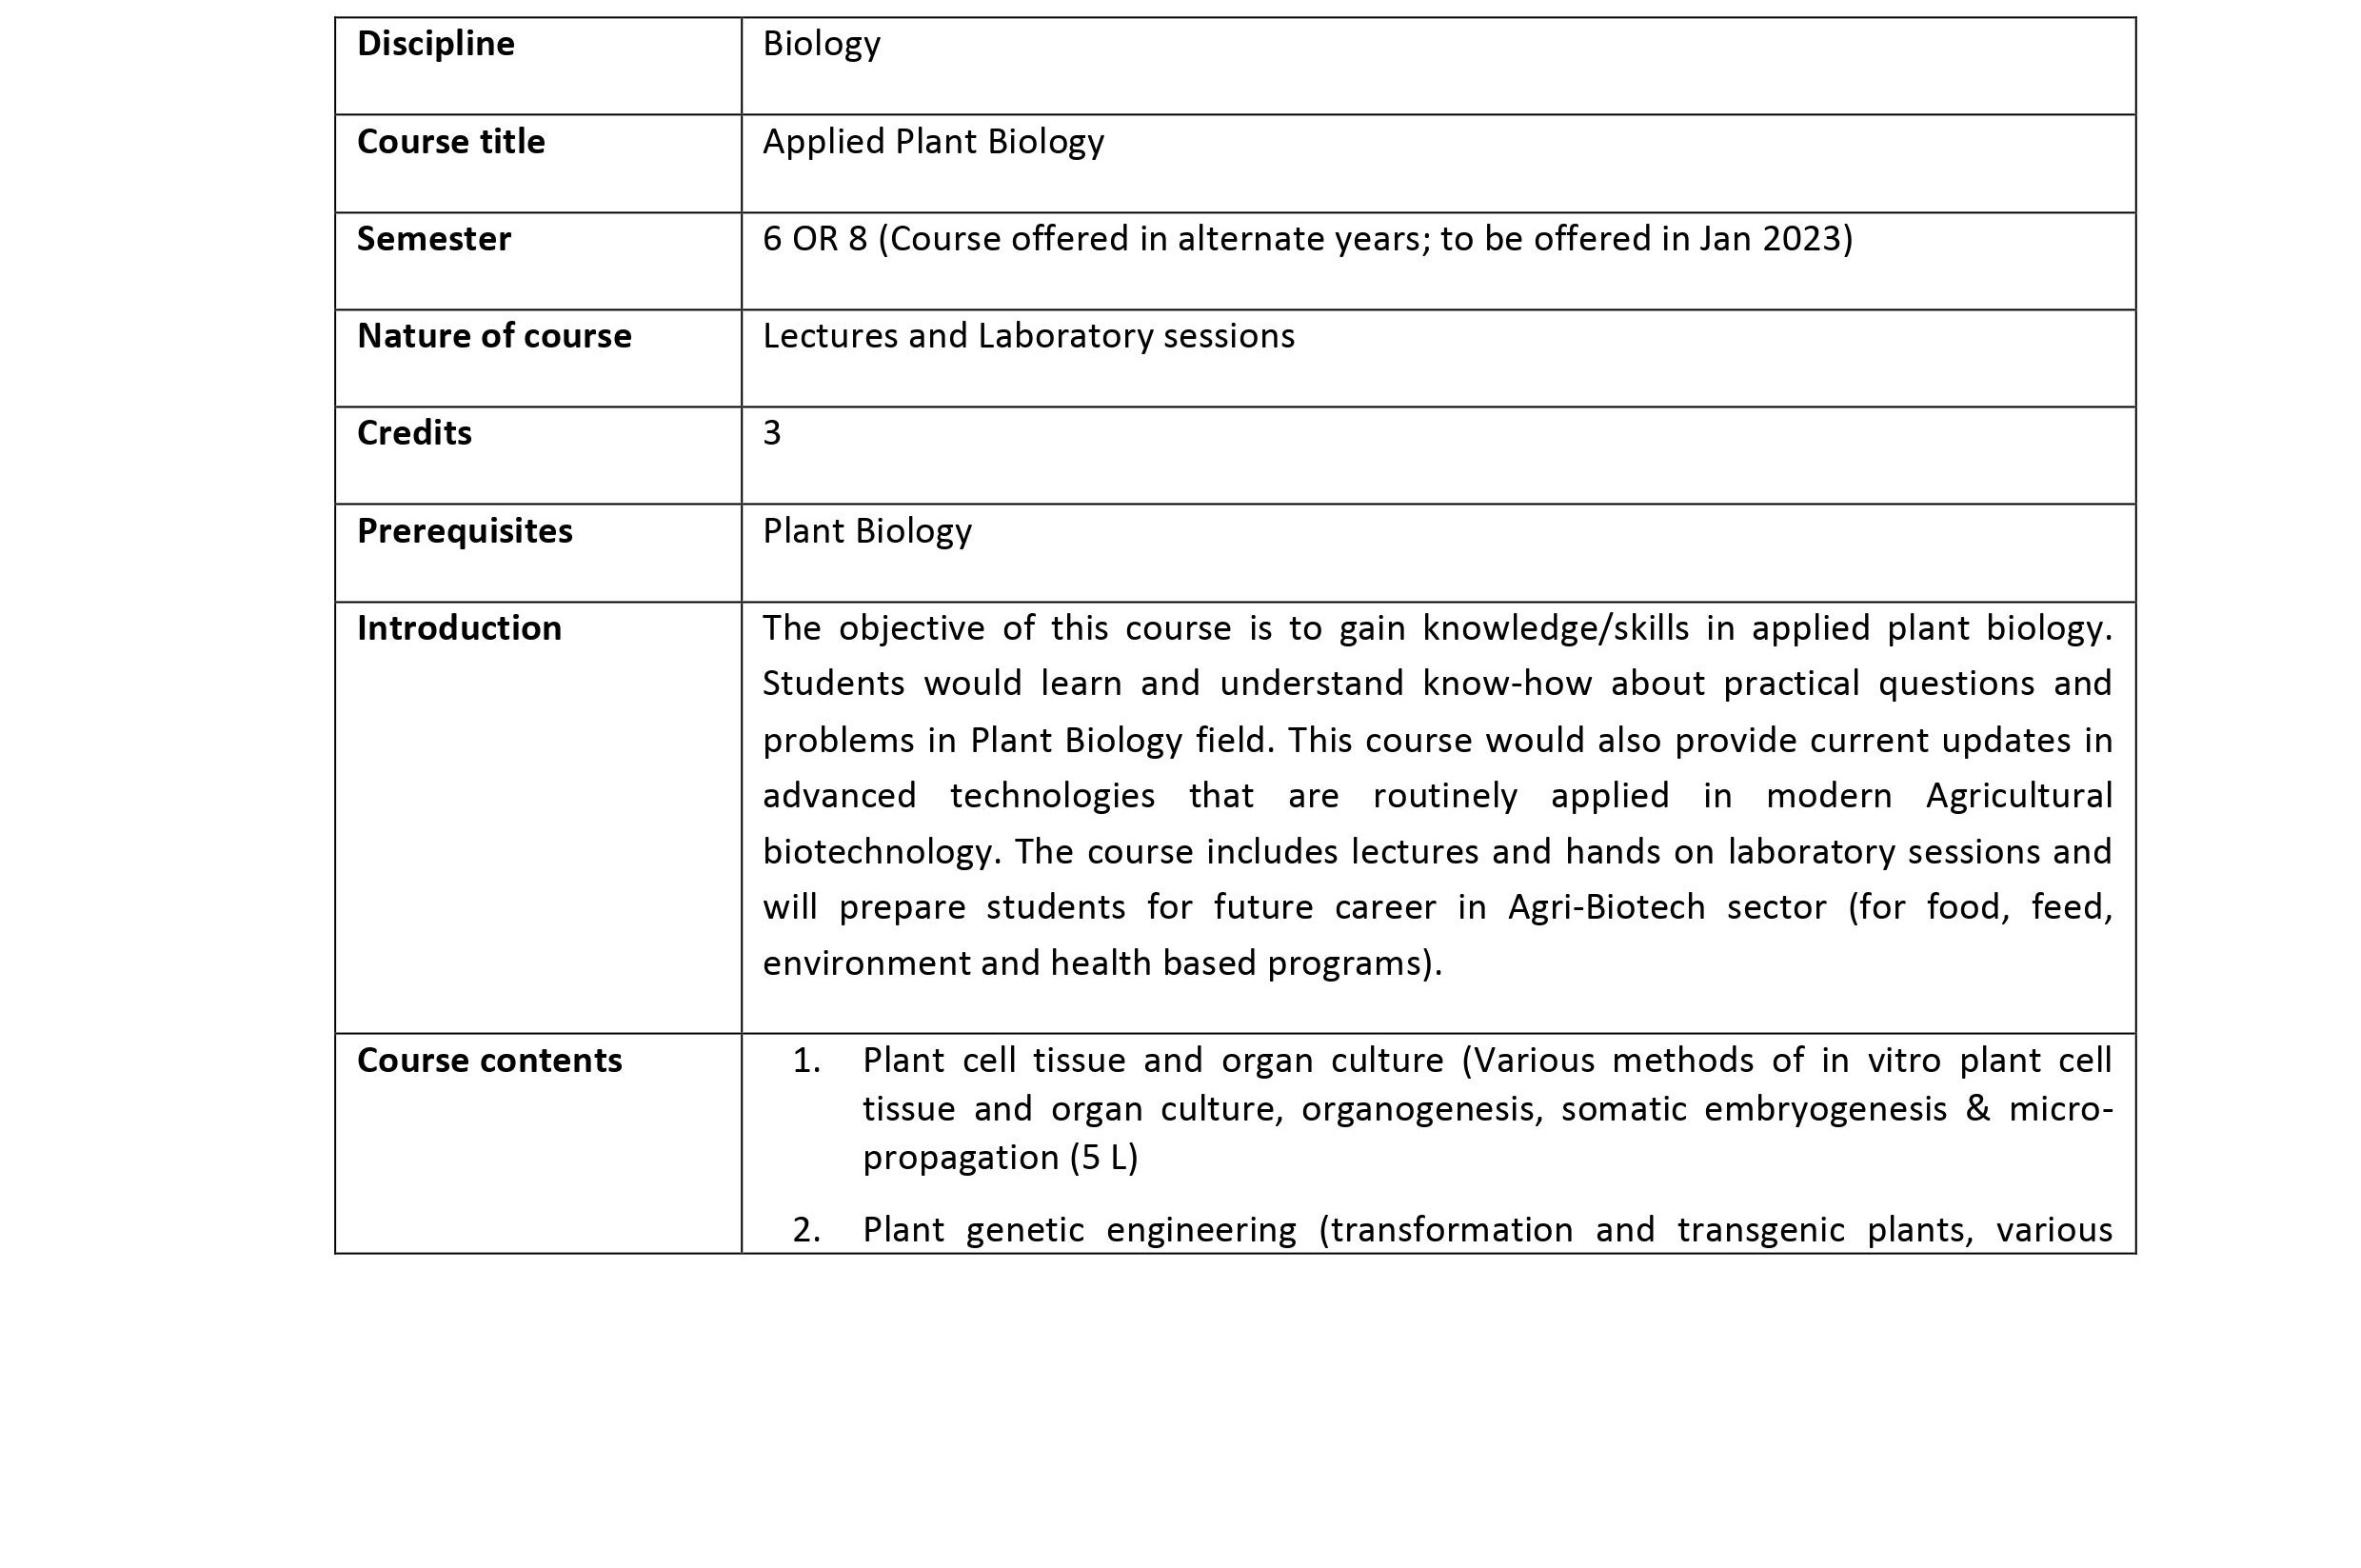 Discipline Biology
Course title Applied Plant Biology
Semester 6 OR 8 (Course offered in alternate years; to be offered in Jan 2023)
Nature of course Lectures and Laboratory sessions
Credits 3
Prerequisites Plant Biology
Introduction The objective of this course is to gain knowledge/skills in applied plant biology.
Students would learn and understand know-how about practical questions and
problems in Plant Biology field. This course would also provide current updates in
advanced technologies that are routinely applied in modern Agricultural
biotechnology. The course includes lectures and hands on laboratory sessions and
will prepare students for future career in Agri-Biotech sector (for food, feed,
environment and health based programs).
Course contents 1. Plant cell tissue and organ culture (Various methods of in vitro plant cell
tissue and organ culture, organogenesis, somatic embryogenesis & micro-
propagation (5 L)
2. Plant genetic engineering (transformation and transgenic plants, various